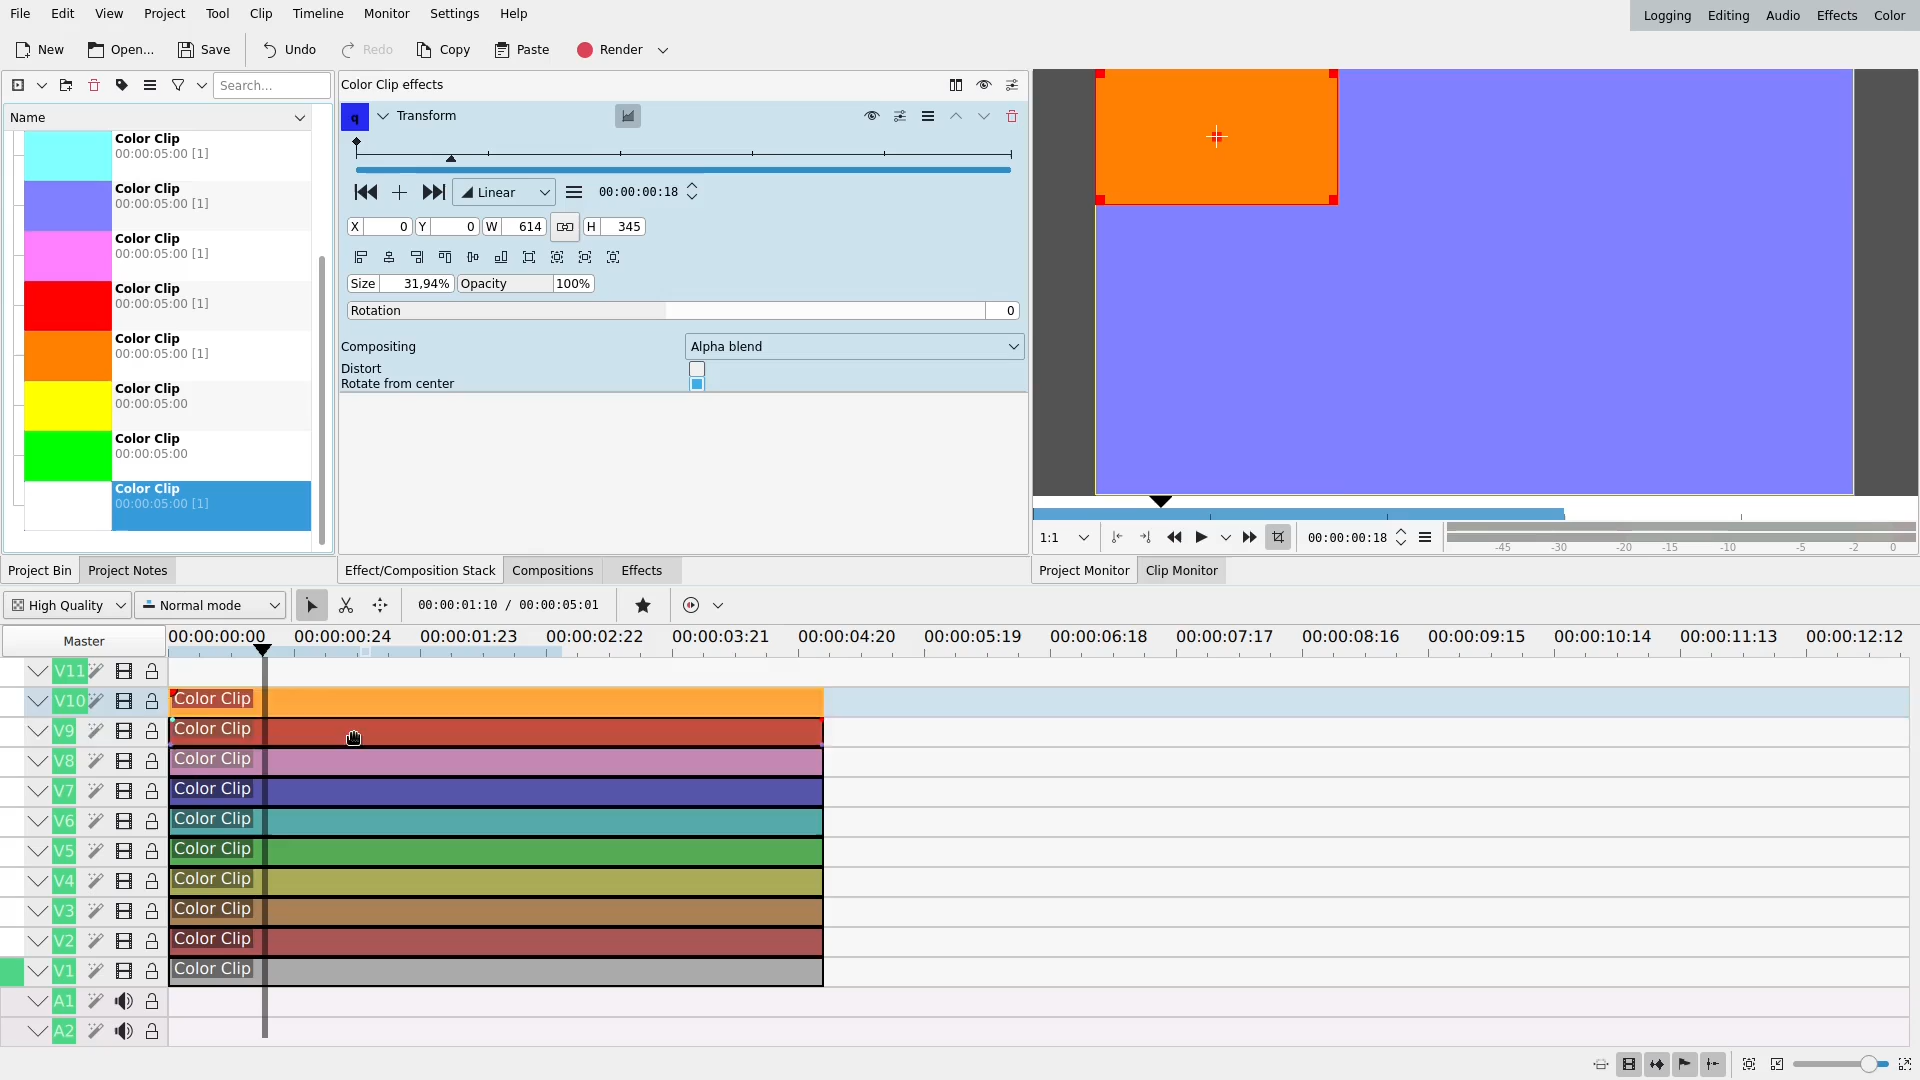 File Edit View Project Tool Clip Timeline Monitor Settings Help
Logging Editing Audio Effects Color
New Open... Save Undo Redo Copy Paste Render
Search...
Name
Color Clip
00:00:05:00 [1]
Color Clip
00:00:05:00 [1]
Color Clip
00:00:05:00 [1]
Color Clip
00:00:05:00 [1]
Color Clip
00:00:05:00 [1]
Color Clip
00:00:05:00
Color Clip
00:00:05:00
Color Clip
00:00:05:00 [1]
Project Bin Project Notes
Color Clip effects
q Transform
Linear 00:00:00:18
X 0 Y 0 W 614 H 345
Size 31,94% Opacity 100%
Rotation 0
Compositing Alpha blend
Distort
Rotate from center
Effect/Composition Stack Compositions Effects
1:1 00:00:00:18 -45 -30 -20 -15 -10 -5 -2 0
Project Monitor Clip Monitor
High Quality Normal mode 00:00:01:10 / 00:00:05:01
Master 00:00:00:00 00:00:00:24 00:00:01:23 00:00:02:22 00:00:03:21 00:00:04:20 00:00:05:19 00:00:06:18 00:00:07:17 00:00:08:16 00:00:09:15 00:00:10:14 00:00:11:13 00:00:12:12
V11
V10 Color Clip
V9 Color Clip
V8 Color Clip
V7 Color Clip
V6 Color Clip
V5 Color Clip
V4 Color Clip
V3 Color Clip
V2 Color Clip
V1 Color Clip
A1
A2